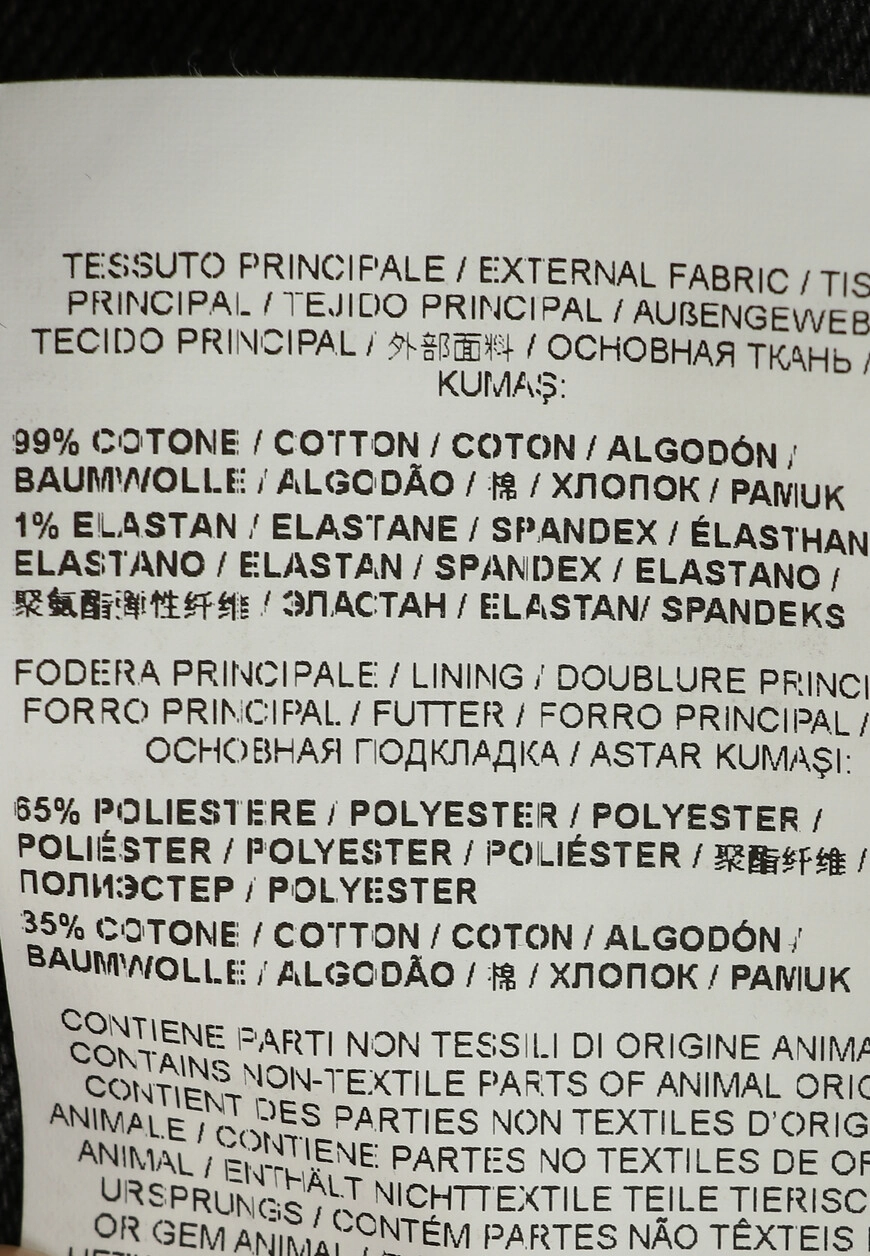 TESSUTO PRINCIPALE / EXTERNAL FABRIC / TIS
PRINCIPAL / TEJIDO PRINCIPAL / AUßENGEWEB
TECIDO PRINCIPAL / 外部面料 / ОСНОВНАЯ ТКАНЬ /
KUMAŞ:
99% COTONE / COTTON / COTON / ALGODÓN /
BAUMWOLLE / ALGODÃO / 棉 / ХЛОПОК / PAMUK
1% ELASTAN / ELASTANE / SPANDEX / ÉLASTHAN
ELASTANO / ELASTAN / SPANDEX / ELASTANO /
聚氨酯弹性纤维 / ЭЛАСТАН / ELASTAN/ SPANDEKS
FODERA PRINCIPALE / LINING / DOUBLURE PRINCI
FORRO PRINCIPAL / FUTTER / FORRO PRINCIPAL /
ОСНОВНАЯ ПОДКЛАДКА / ASTAR KUMAŞI:
65% POLIESTERE / POLYESTER / POLYESTER /
POLIÉSTER / POLYESTER / POLIÉSTER / 聚酯纤维 /
ПОЛИЭСТЕР / POLYESTER
35% COTONE / COTTON / COTON / ALGODÓN /
BAUMWOLLE / ALGODÃO / 棉 / ХЛОПОК / PAMUK
CONTIENE PARTI NON TESSILI DI ORIGINE ANIMA
CONTAINS NON-TEXTILE PARTS OF ANIMAL ORIG
CONTIENT DES PARTIES NON TEXTILES D'ORIG
ANIMALE / CONTIENE PARTES NO TEXTILES DE OR
ANIMAL / ENTHÄLT NICHTTEXTILE TEILE TIERISC
URSPRUNGS / CONTÉM PARTES NÃO TÊXTEIS
OR GEM ANIMAL /